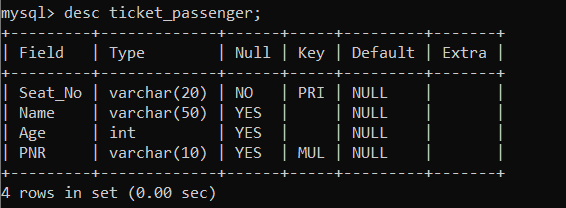 mysql> desc ticket_passenger;
+---------+-------------+------+-----+---------+-------+
| Field   | Type        | Null | Key | Default | Extra |
+---------+-------------+------+-----+---------+-------+
| Seat_No | varchar(20) | NO   | PRI | NULL    |       |
| Name    | varchar(50) | YES  |     | NULL    |       |
| Age     | int         | YES  |     | NULL    |       |
| PNR     | varchar(10) | YES  | MUL | NULL    |       |
+---------+-------------+------+-----+---------+-------+
4 rows in set (0.00 sec)